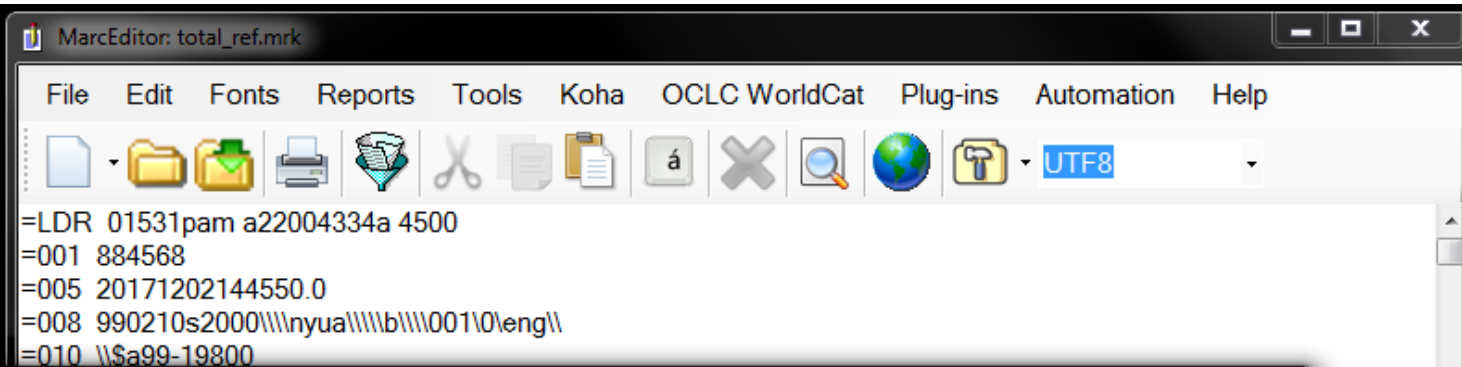 MarcEditor: total_ref.mrk
File Edit Fonts Reports Tools Koha OCLC WorldCat Plug-ins Automation Help
á UTF8
=LDR  01531pam a22004334a 4500
=001  884568
=005  20171202144550.0
=008  990210s2000\\\\nyua\\\\\b\\\\001\0\eng\\
=010  \\$a99-19800